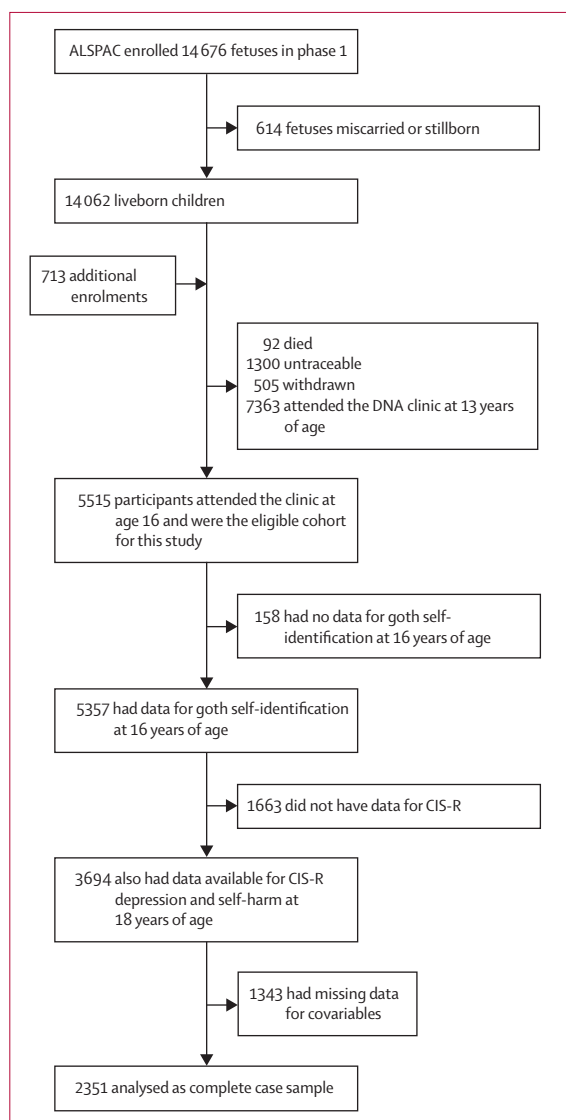 ALSPAC enrolled 14 676 fetuses in phase 1
614 fetuses miscarried or stillborn
14 062 liveborn children
713 additional
enrolments
92 died
1300 untraceable
505 withdrawn
7363 attended the DNA clinic at 13 years
of age
5515 participants attended the clinic at
age 16 and were the eligible cohort
for this study
158 had no data for goth self-
identification at 16 years of age
5357 had data for goth self-identification
at 16 years of age
1663 did not have data for CIS-R
3694 also had data available for CIS-R
depression and self-harm at
18 years of age
1343 had missing data
for covariables
2351 analysed as complete case sample